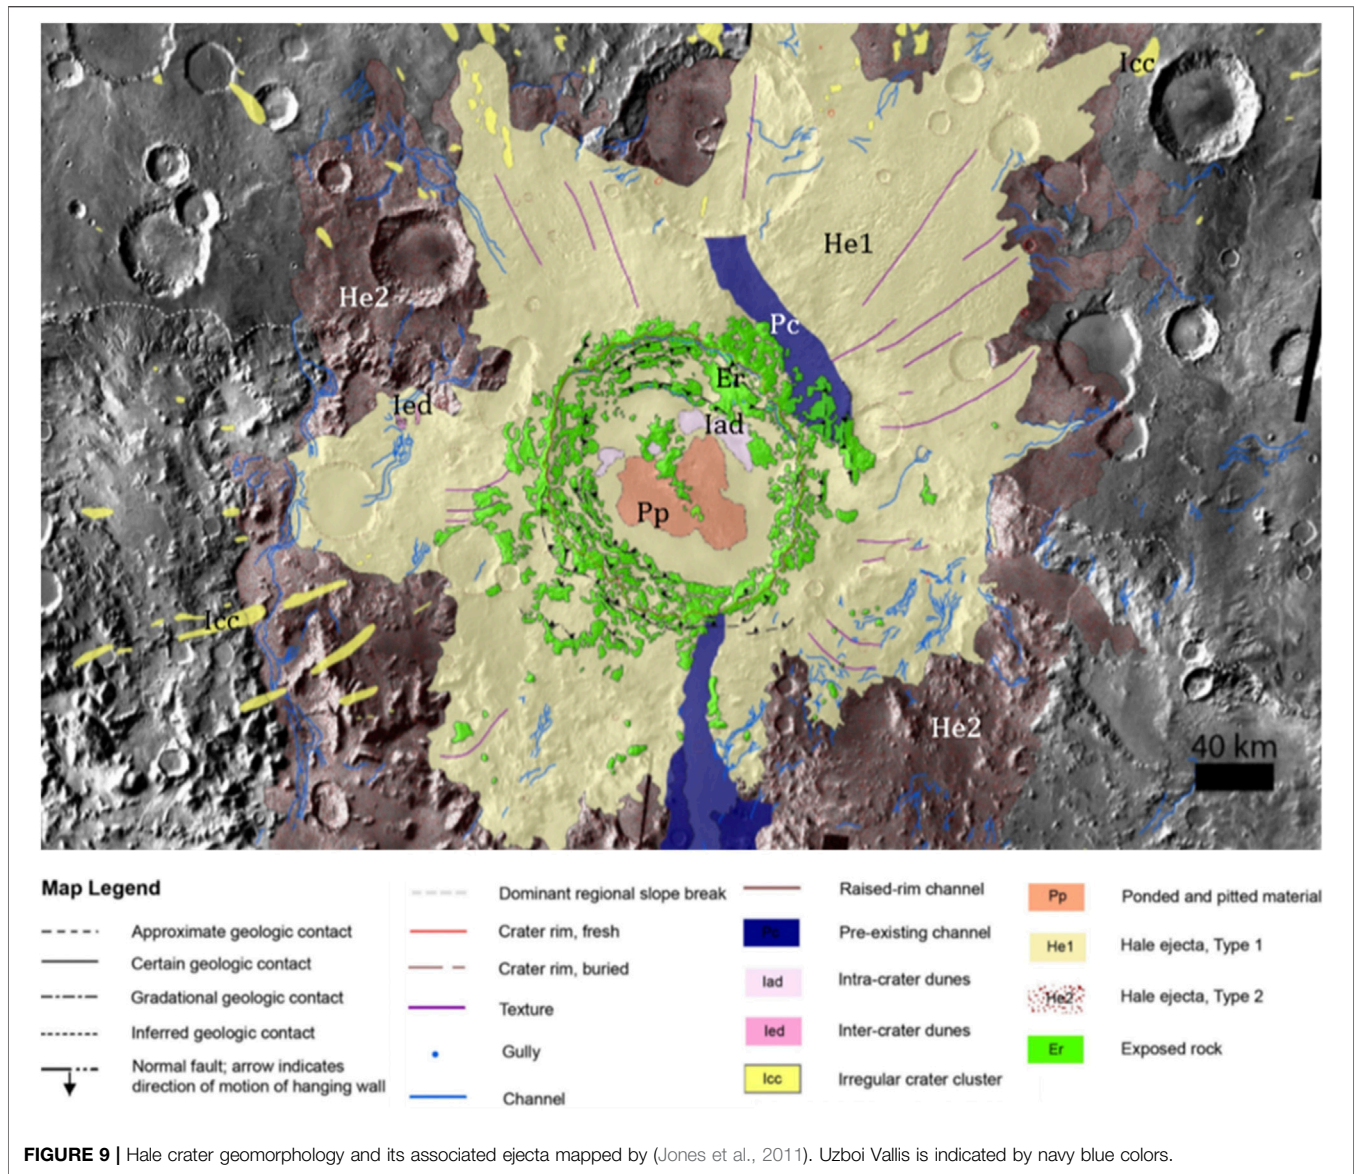 Icc
He1
He2
Pc
Er
Ied
Iad
Pp
Icc
He2
40 km
Map Legend
Approximate geologic contact
Certain geologic contact
Gradational geologic contact
Inferred geologic contact
Normal fault; arrow indicates
direction of motion of hanging wall
Dominant regional slope break
Crater rim, fresh
Crater rim, buried
Texture
Gully
Channel
Raised-rim channel
Pc Pre-existing channel
Iad Intra-crater dunes
Ied Inter-crater dunes
Icc Irregular crater cluster
Pp Ponded and pitted material
He1 Hale ejecta, Type 1
He2 Hale ejecta, Type 2
Er Exposed rock
FIGURE 9 | Hale crater geomorphology and its associated ejecta mapped by (Jones et al., 2011). Uzboi Vallis is indicated by navy blue colors.